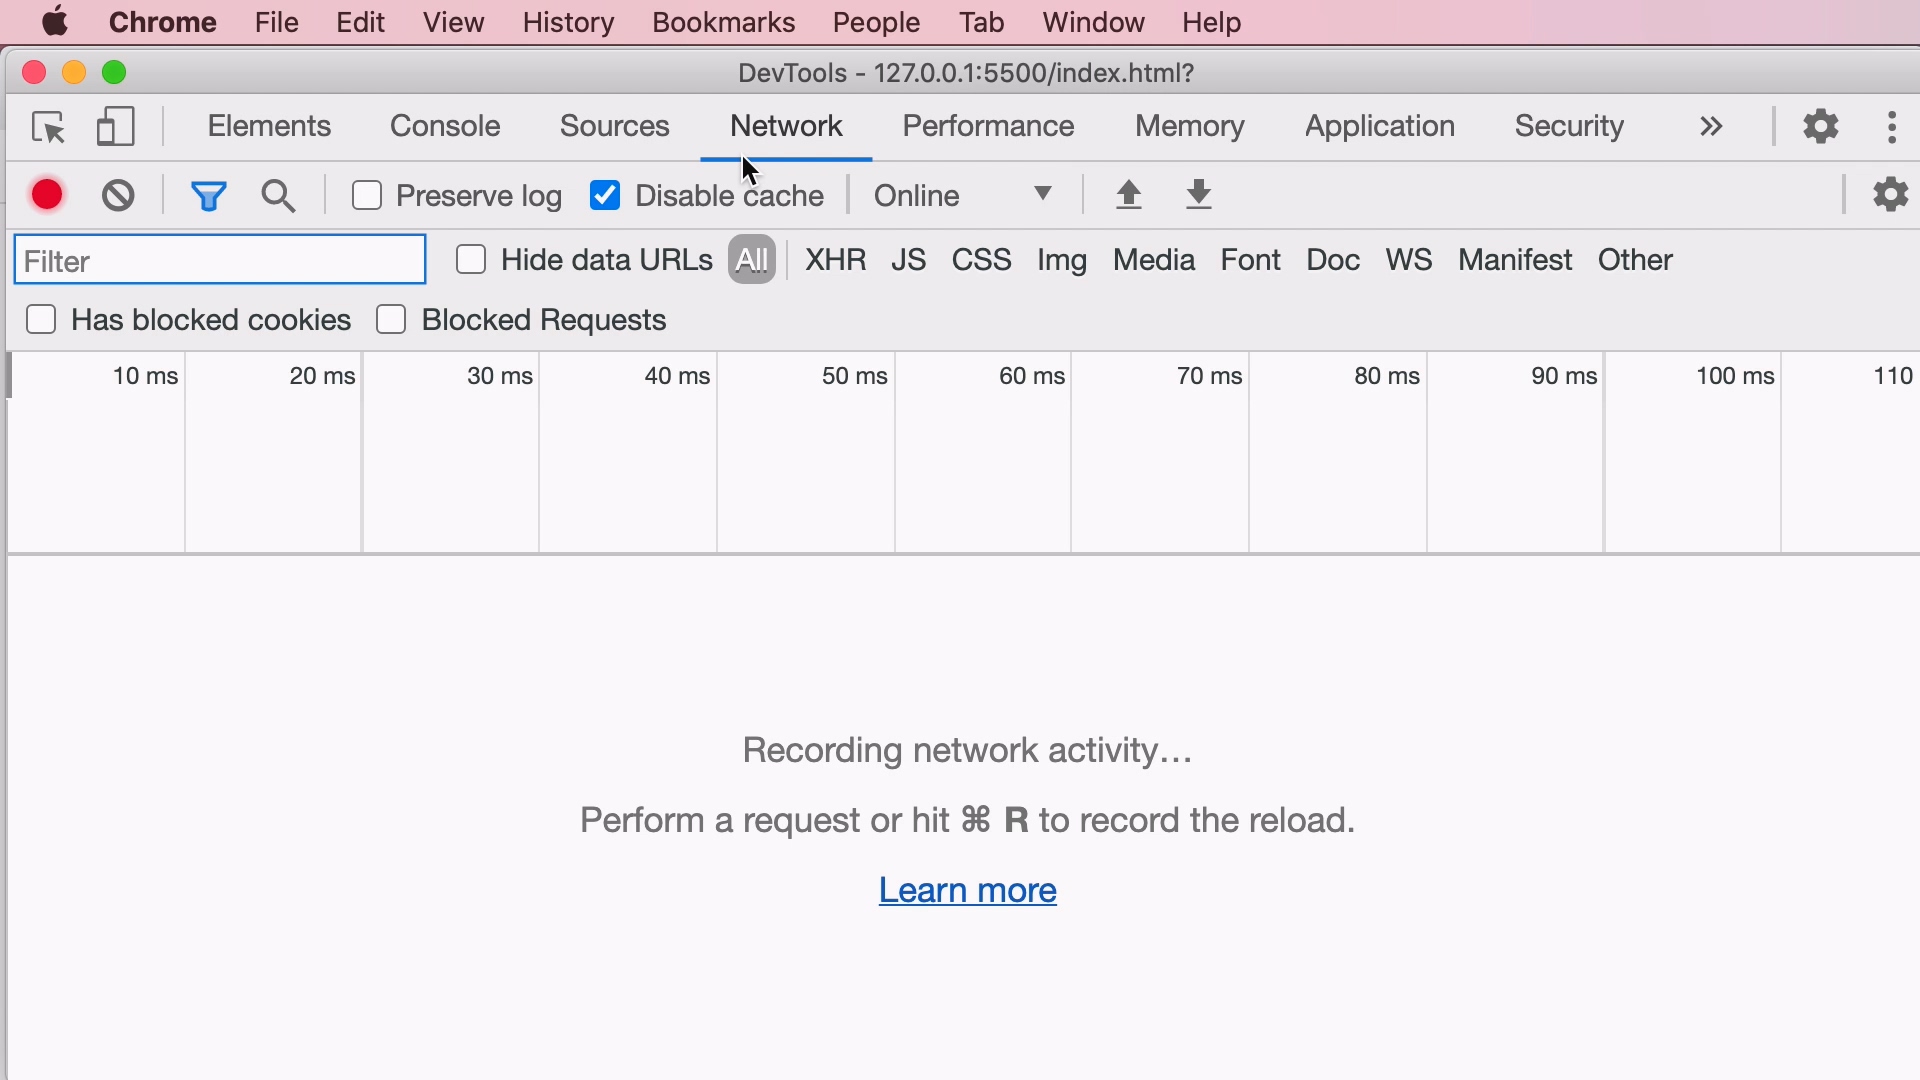 Chrome File Edit View History Bookmarks People Tab Window Help
DevTools - 127.0.0.1:5500/index.html?
Elements Console Sources Network Performance Memory Application Security »
Preserve log Disable cache Online
Filter Hide data URLs All XHR JS CSS Img Media Font Doc WS Manifest Other
Has blocked cookies Blocked Requests
10 ms 20 ms 30 ms 40 ms 50 ms 60 ms 70 ms 80 ms 90 ms 100 ms 110
Recording network activity…
Perform a request or hit ⌘ R to record the reload.
Learn more